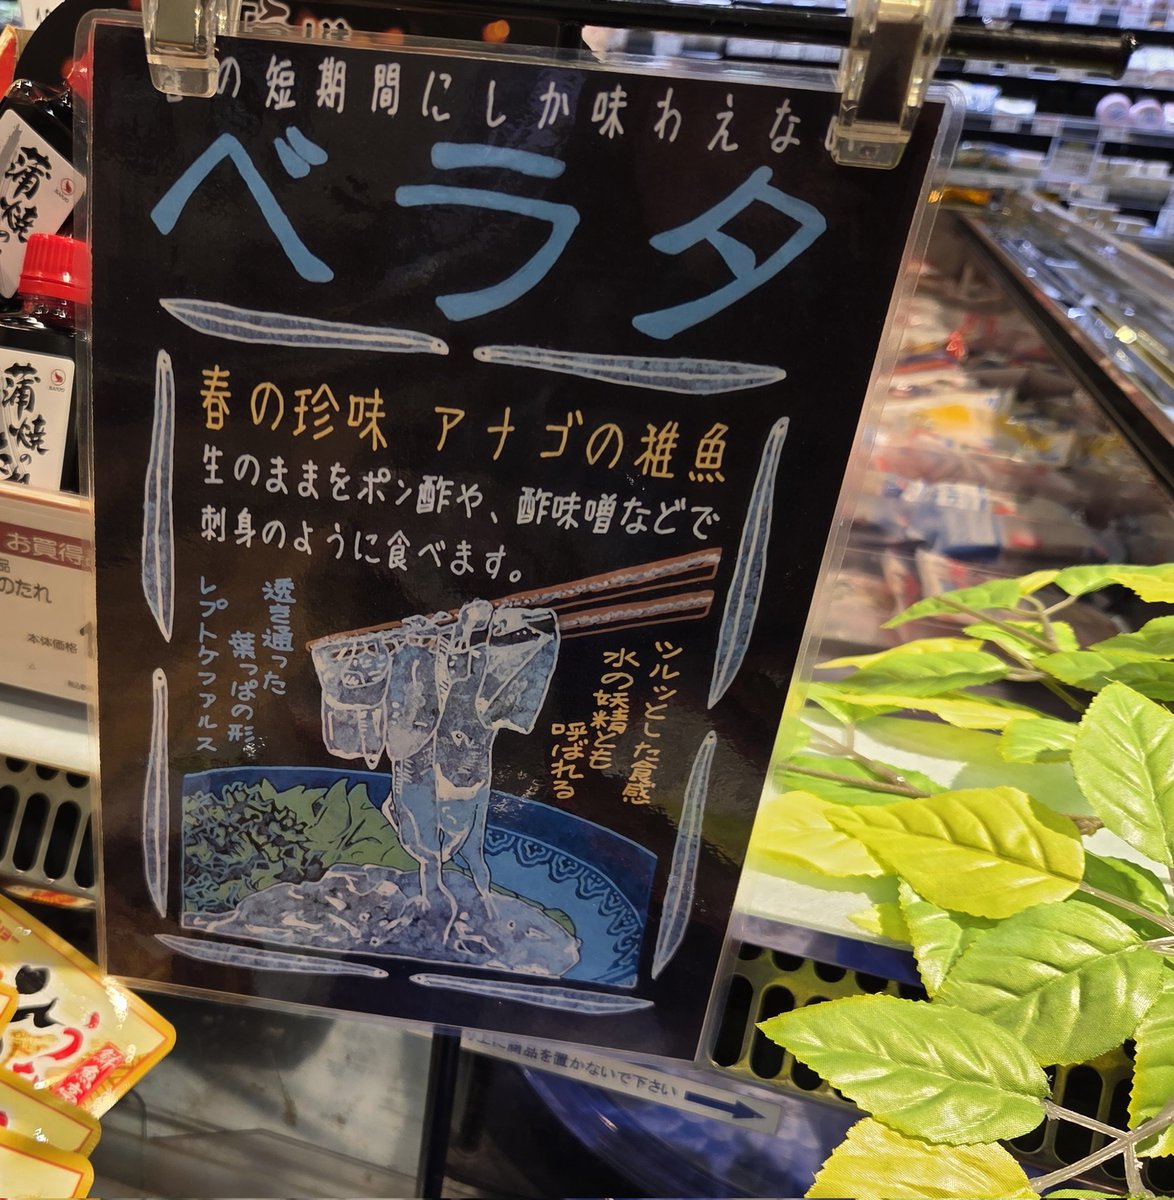 の短期間にしか味わえない
ベラタ
春の珍味 アナゴの稚魚
生のままをポン酢や、酢味噌などで
刺身のように食べます。
透き通った
葉っぱの形
レプトケファルス
ツルッとした食感
水の妖精とも
呼ばれる
蒲焼の
蒲焼の
たれ
お買得
品
のたれ
本体価格
上に商品を置かないで下さい